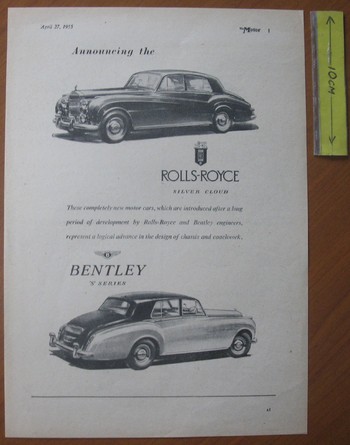 April 27, 1955
The Motor
Announcing the
ROLLS-ROYCE
SILVER CLOUD
These completely new motor cars, which are introduced after a long
period of development by Rolls-Royce and Bentley engineers,
represent a logical advance in the design of chassis and coachwork.
BENTLEY
'S' SERIES
10CM